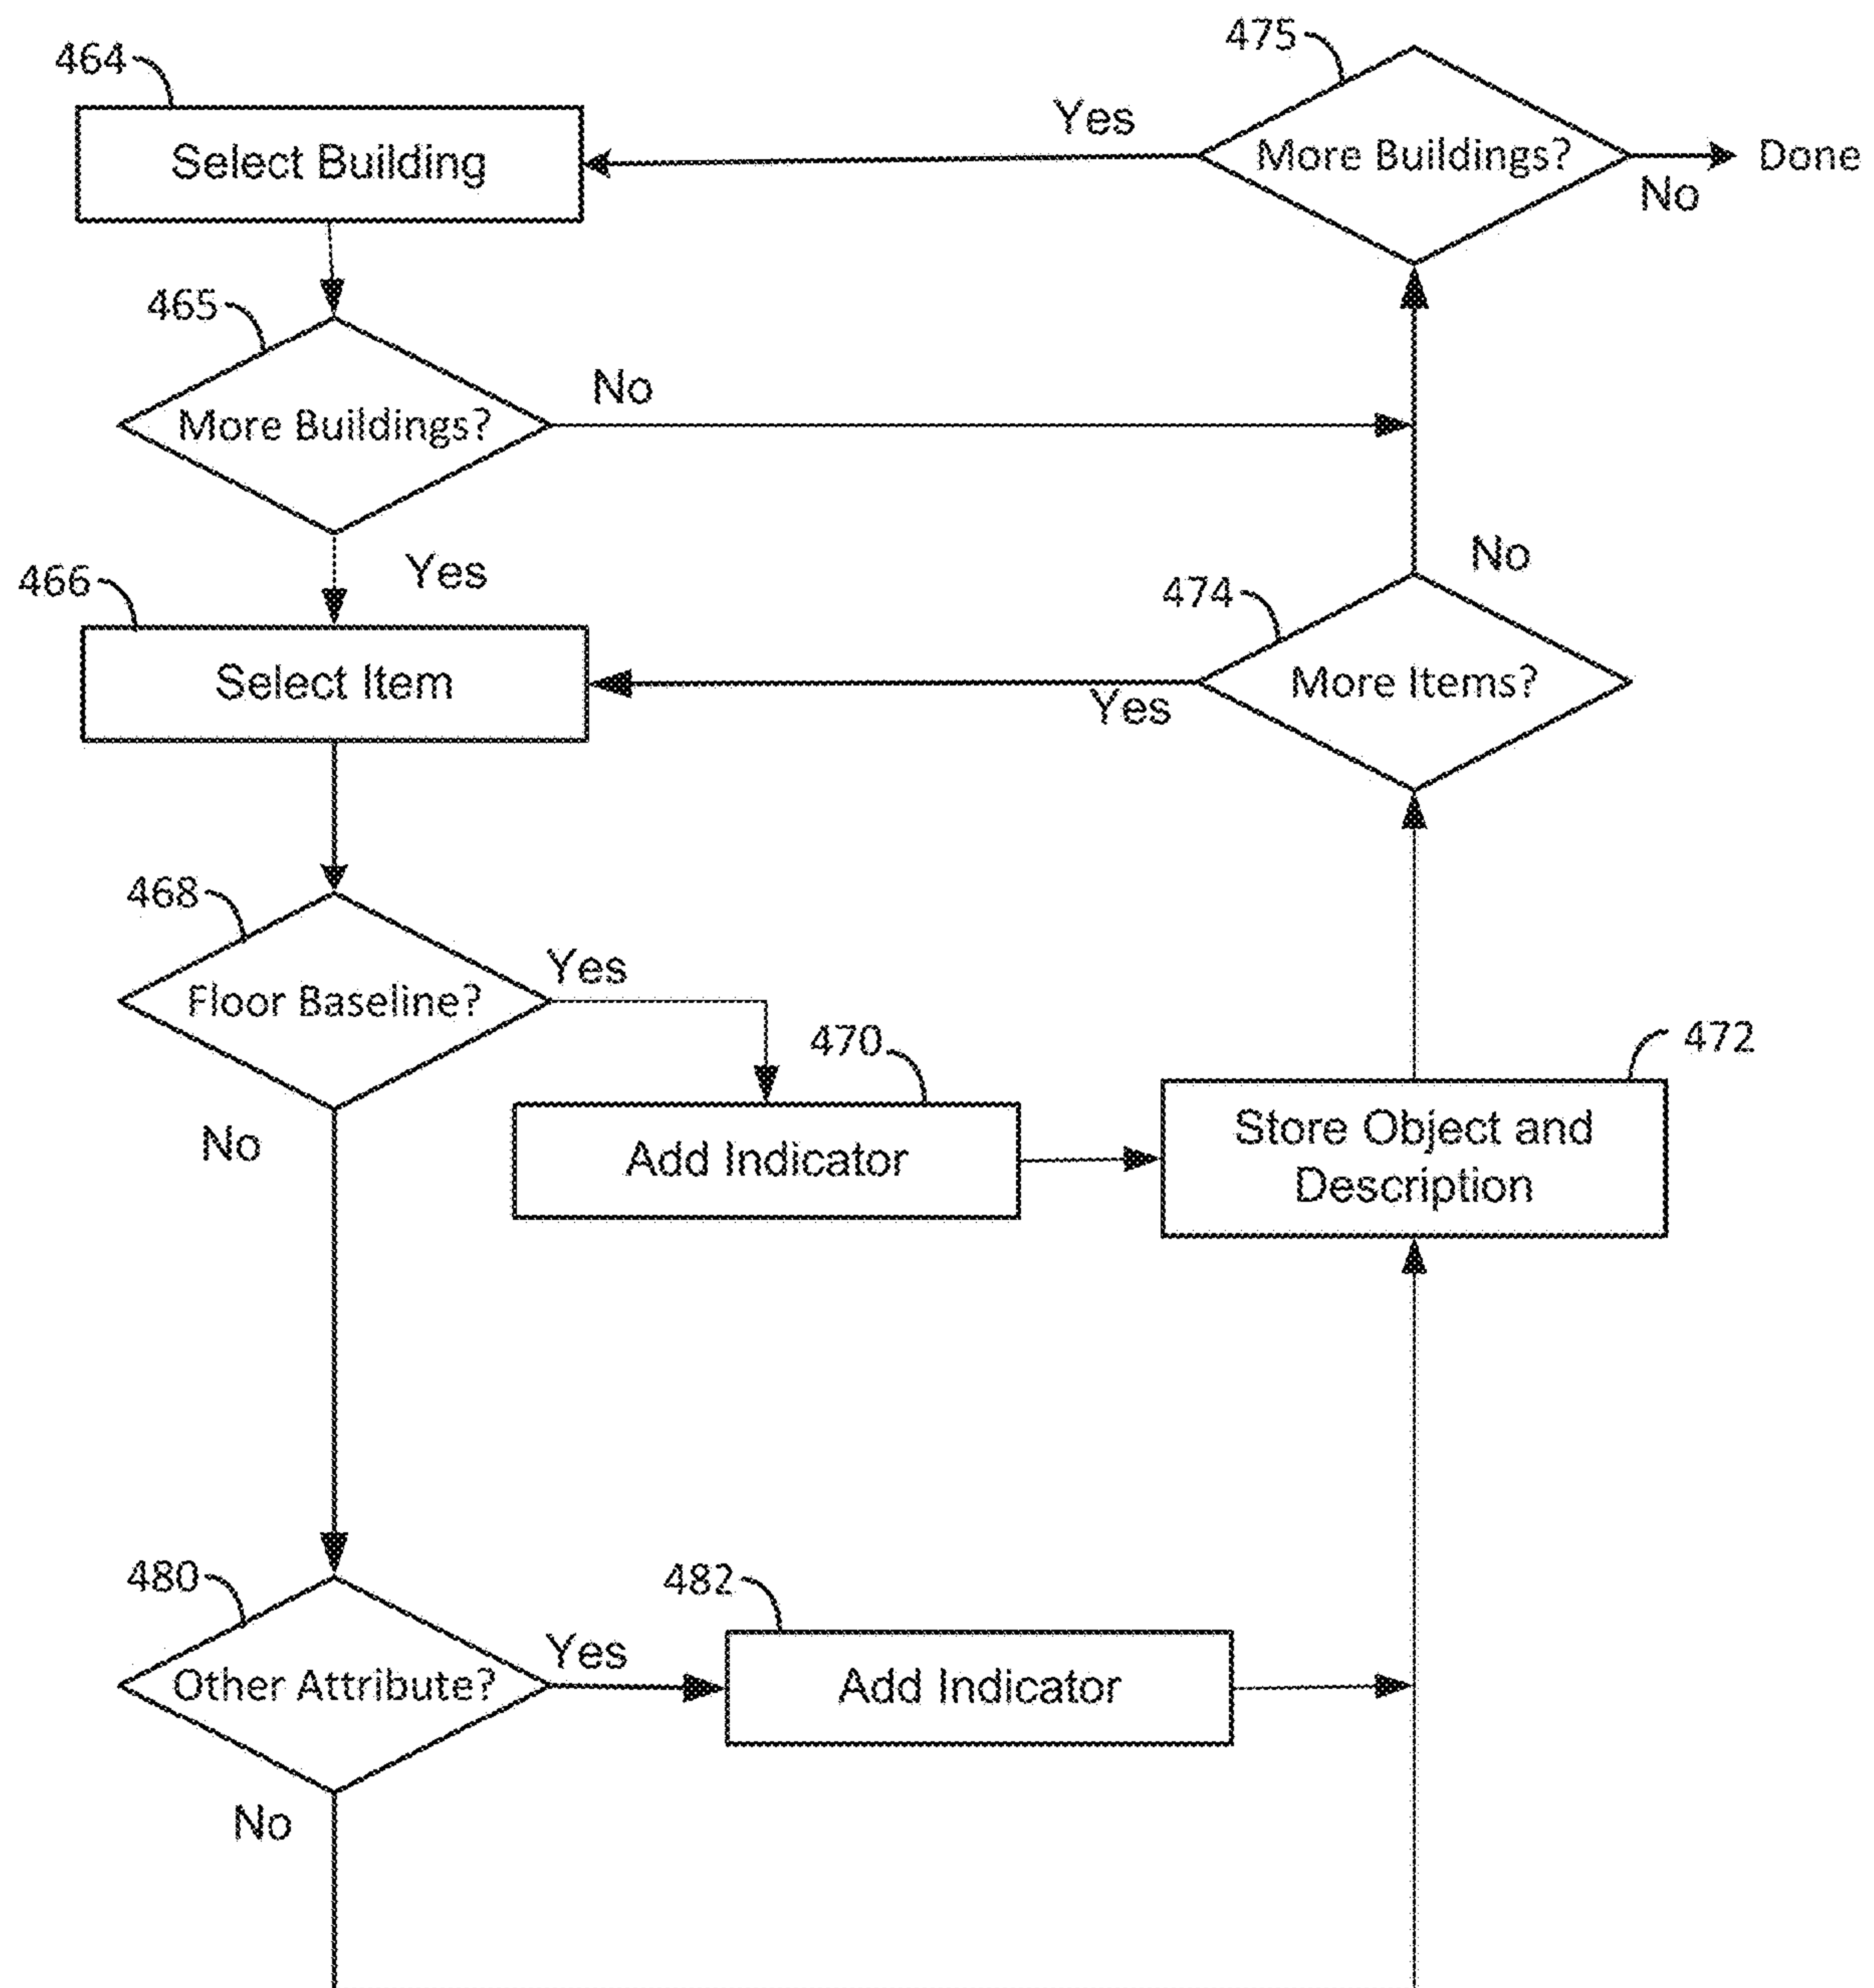 464
475
Select Building
Yes
More Buildings?
Done
No
465
No
More Buildings?
Yes
No
466
474
Select Item
Yes
More Items?
468
Yes
Floor Baseline?
470
472
No
Add Indicator
Store Object and
Description
480
482
Yes
Other Attribute?
Add Indicator
No